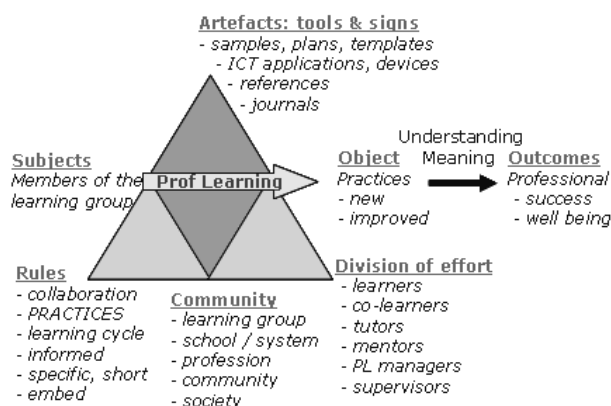 Artefacts: tools & signs
- samples, plans, templates
- ICT applications, devices
- references
- journals
Subjects
Members of the
learning group
Prof Learning
Object
Practices
- new
- improved
Understanding
Meaning
Outcomes
Professional
- success
- well being
Rules
- collaboration
- PRACTICES
- learning cycle
- informed
- specific, short
- embed
Community
- learning group
- school / system
- profession
- community
- society
Division of effort
- learners
- co-learners
- tutors
- mentors
- PL managers
- supervisors